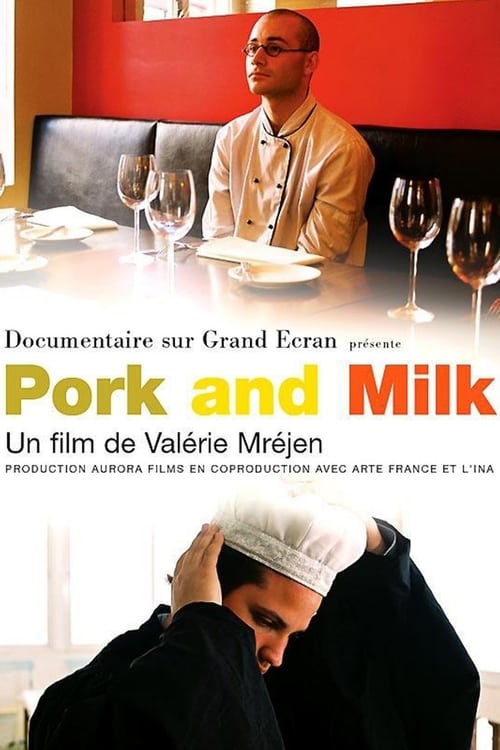 Documentaire sur Grand Ecran présente
Pork and Milk
Un film de Valérie Mréjen
PRODUCTION AURORA FILMS EN COPRODUCTION AVEC ARTE FRANCE ET L'INA